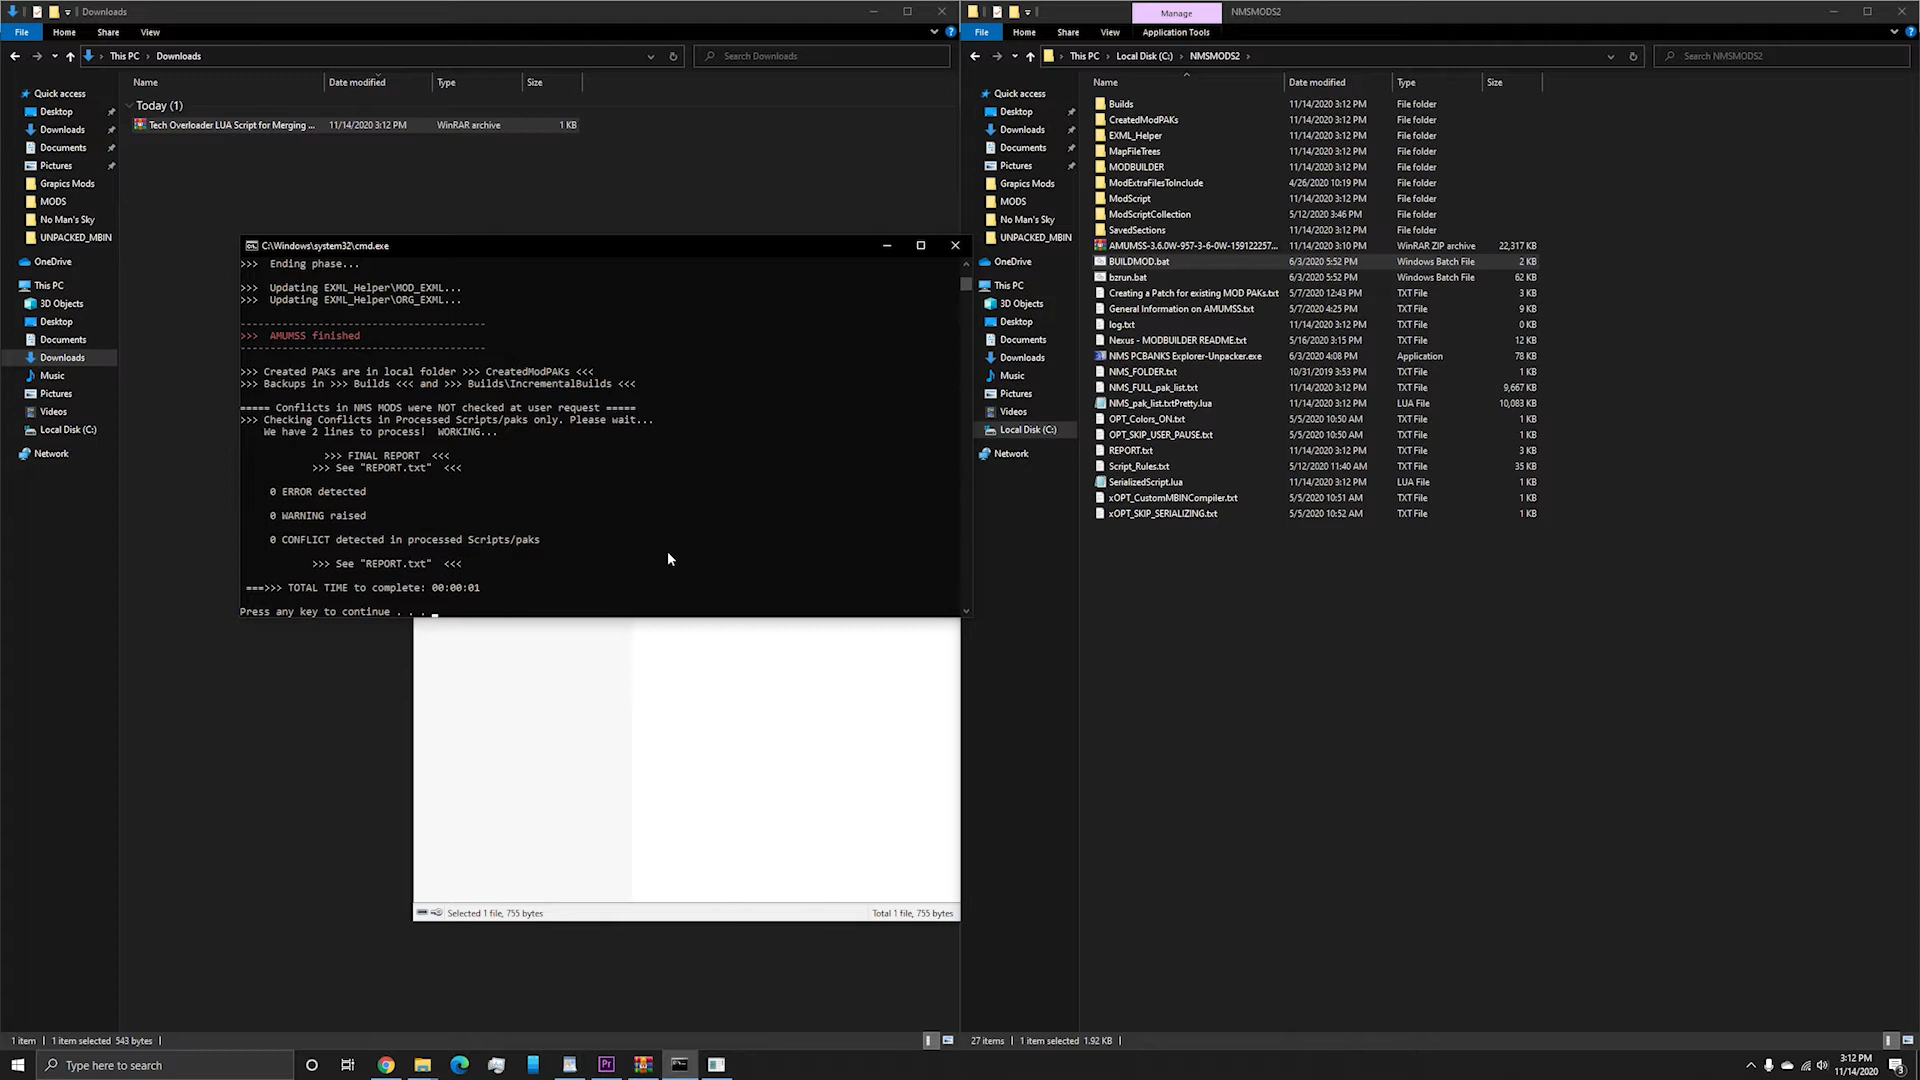 Downloads
File Home Share View
This PC > Downloads
Search Downloads
Name Date modified Type Size
Quick access
Desktop
Downloads
Documents
Pictures
Grapics Mods
MODS
No Man's Sky
UNPACKED_MBIN
OneDrive
This PC
3D Objects
Desktop
Documents
Downloads
Music
Pictures
Videos
Local Disk (C:)
Network
Today (1)
Tech Overloader LUA Script for Merging ... 11/14/2020 3:12 PM WinRAR archive 1 KB
C:\Windows\system32\cmd.exe
>>> Ending phase...
>>> Updating EXML_Helper\MOD_EXML...
>>> Updating EXML_Helper\ORG_EXML...
-----------------------------------------
>>> AMUMSS finished
-----------------------------------------
>>> Created PAKs are in local folder >>> CreatedModPAKs <<<
>>> Backups in >>> Builds <<< and >>> Builds\IncrementalBuilds <<<
===== Conflicts in NMS MODS were NOT checked at user request =====
>>> Checking Conflicts in Processed Scripts/paks only. Please wait...
We have 2 lines to process! WORKING...
>>> FINAL REPORT <<<
>>> See "REPORT.txt" <<<
0 ERROR detected
0 WARNING raised
0 CONFLICT detected in processed Scripts/paks
>>> See "REPORT.txt" <<<
===>>> TOTAL TIME to complete: 00:00:01
Press any key to continue . . .
Selected 1 file, 755 bytes
Total 1 file, 755 bytes
1 item 1 item selected 543 bytes
Manage
NMSMODS2
File Home Share View Application Tools
This PC > Local Disk (C:) > NMSMODS2 >
Search NMSMODS2
Name Date modified Type Size
Quick access
Desktop
Downloads
Documents
Pictures
Grapics Mods
MODS
No Man's Sky
UNPACKED_MBIN
OneDrive
This PC
3D Objects
Desktop
Documents
Downloads
Music
Pictures
Videos
Local Disk (C:)
Network
Builds 11/14/2020 3:12 PM File folder
CreatedModPAKs 11/14/2020 3:12 PM File folder
EXML_Helper 11/14/2020 3:12 PM File folder
MapFileTrees 11/14/2020 3:12 PM File folder
MODBUILDER 11/14/2020 3:12 PM File folder
ModExtraFilesToInclude 4/26/2020 10:19 PM File folder
ModScript 11/14/2020 3:12 PM File folder
ModScriptCollection 5/12/2020 3:46 PM File folder
SavedSections 11/14/2020 3:12 PM File folder
AMUMSS-3.6.0W-957-3-6-0W-159122257... 11/14/2020 3:10 PM WinRAR ZIP archive 22,317 KB
BUILDMOD.bat 6/3/2020 5:52 PM Windows Batch File 2 KB
bzrun.bat 6/3/2020 5:52 PM Windows Batch File 62 KB
Creating a Patch for existing MOD PAKs.txt 5/7/2020 12:43 PM TXT File 3 KB
General Information on AMUMSS.txt 5/7/2020 4:25 PM TXT File 9 KB
log.txt 11/14/2020 3:12 PM TXT File 0 KB
Nexus - MODBUILDER README.txt 5/16/2020 3:15 PM TXT File 12 KB
NMS PCBANKS Explorer-Unpacker.exe 6/3/2020 4:08 PM Application 78 KB
NMS_FOLDER.txt 10/31/2019 3:53 PM TXT File 1 KB
NMS_FULL_pak_list.txt 11/14/2020 3:12 PM TXT File 9,667 KB
NMS_pak_list.txtPretty.lua 11/14/2020 3:12 PM LUA File 10,083 KB
OPT_Colors_ON.txt 5/5/2020 10:50 AM TXT File 1 KB
OPT_SKIP_USER_PAUSE.txt 5/5/2020 10:50 AM TXT File 1 KB
REPORT.txt 11/14/2020 3:12 PM TXT File 3 KB
Script_Rules.txt 5/12/2020 11:40 AM TXT File 35 KB
SerializedScript.lua 11/14/2020 3:12 PM LUA File 1 KB
xOPT_CustomMBINCompiler.txt 5/5/2020 10:51 AM TXT File 1 KB
xOPT_SKIP_SERIALIZING.txt 5/5/2020 10:52 AM TXT File 1 KB
27 items 1 item selected 1.92 KB
Type here to search
Pr
3:12 PM
11/14/2020
3